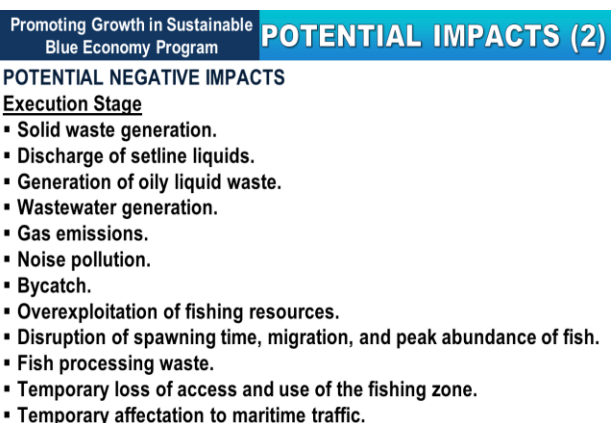 Promoting Growth in Sustainable
Blue Economy Program
POTENTIAL IMPACTS (2)
POTENTIAL NEGATIVE IMPACTS
Execution Stage
▪ Solid waste generation.
▪ Discharge of setline liquids.
▪ Generation of oily liquid waste.
▪ Wastewater generation.
▪ Gas emissions.
▪ Noise pollution.
▪ Bycatch.
▪ Overexploitation of fishing resources.
▪ Disruption of spawning time, migration, and peak abundance of fish.
▪ Fish processing waste.
▪ Temporary loss of access and use of the fishing zone.
▪ Temporary affectation to maritime traffic.